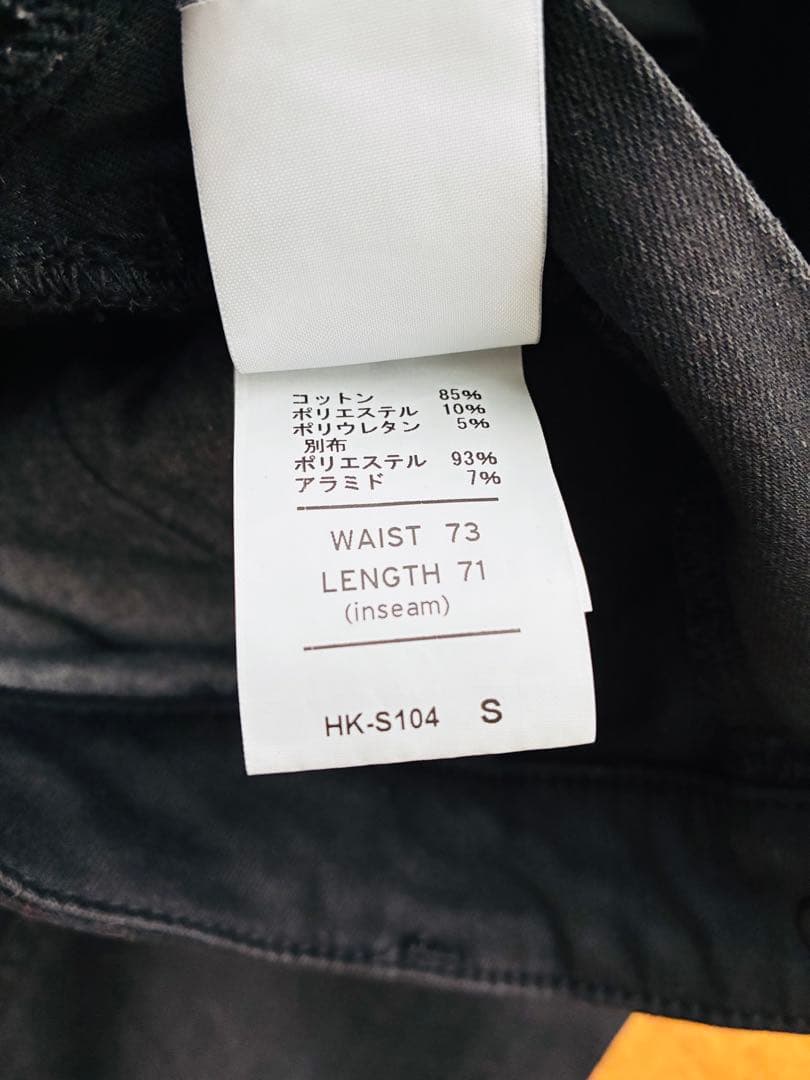 コットン 85%
ポリエステル 10%
ポリウレタン 5%
別布
ポリエステル 93%
アラミド 7%
WAIST 73
LENGTH 71
(inseam)
HK-S104 S